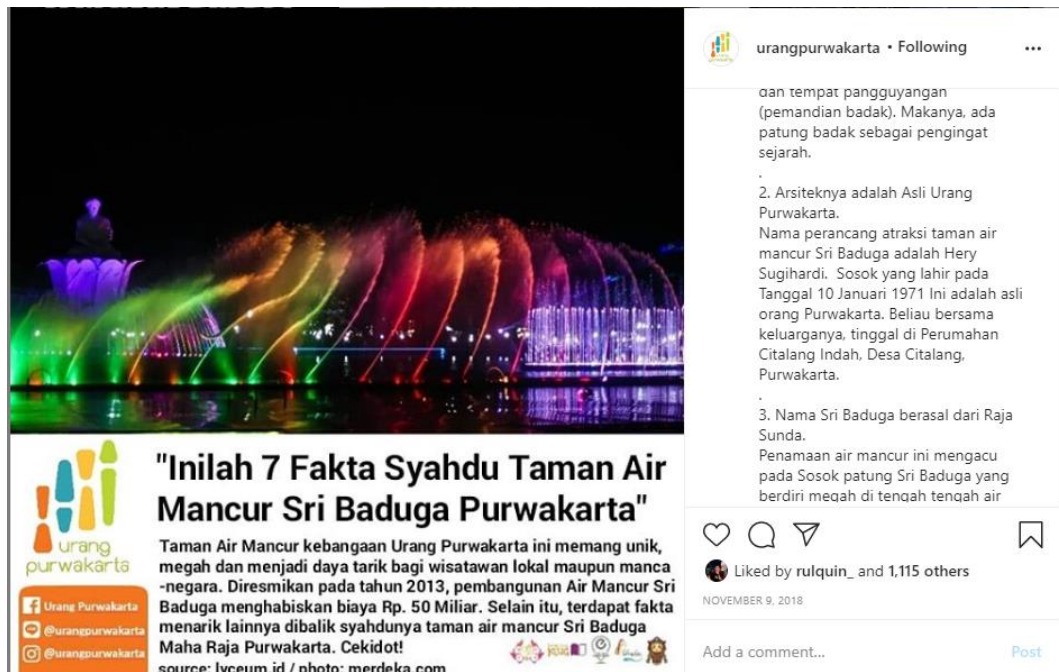 "Inilah 7 Fakta Syahdu Taman Air
Mancur Sri Baduga Purwakarta"
Taman Air Mancur kebangaan Urang Purwakarta ini memang unik,
megah dan menjadi daya tarik bagi wisatawan lokal maupun manca
-negara. Diresmikan pada tahun 2013, pembangunan Air Mancur Sri
Baduga menghabiskan biaya Rp. 50 Miliar. Selain itu, terdapat fakta
menarik lainnya dibalik syahdunya taman air mancur Sri Baduga
Maha Raja Purwakarta. Cekidot!
source: lyceum.id / photo: merdeka.com
urang
purwakarta
Urang Purwakarta
@urangpurwakarta
@urangpurwakarta
urangpurwakarta • Following
dan tempat pangguyangan
(pemandian badak). Makanya, ada
patung badak sebagai pengingat
sejarah.
.
2. Arsiteknya adalah Asli Urang
Purwakarta.
Nama perancang atraksi taman air
mancur Sri Baduga adalah Hery
Sugihardi. Sosok yang lahir pada
Tanggal 10 Januari 1971 Ini adalah asli
orang Purwakarta. Beliau bersama
keluarganya, tinggal di Perumahan
Citalang Indah, Desa Citalang,
Purwakarta.
.
3. Nama Sri Baduga berasal dari Raja
Sunda.
Penamaan air mancur ini mengacu
pada Sosok patung Sri Baduga yang
berdiri megah di tengah tengah air
Liked by rulquin_ and 1,115 others
NOVEMBER 9, 2018
Add a comment...
Post